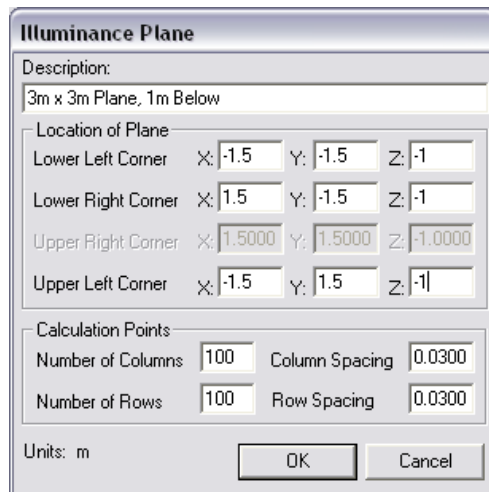 Illuminance Plane
Description:
3m x 3m Plane, 1m Below
Location of Plane
Lower Left Corner X: -1.5 Y: -1.5 Z: -1
Lower Right Corner X: 1.5 Y: -1.5 Z: -1
Upper Right Corner X: 1.5000 Y: 1.5000 Z: -1.0000
Upper Left Corner X: -1.5 Y: 1.5 Z: -1
Calculation Points
Number of Columns 100 Column Spacing 0.0300
Number of Rows 100 Row Spacing 0.0300
Units: m OK Cancel